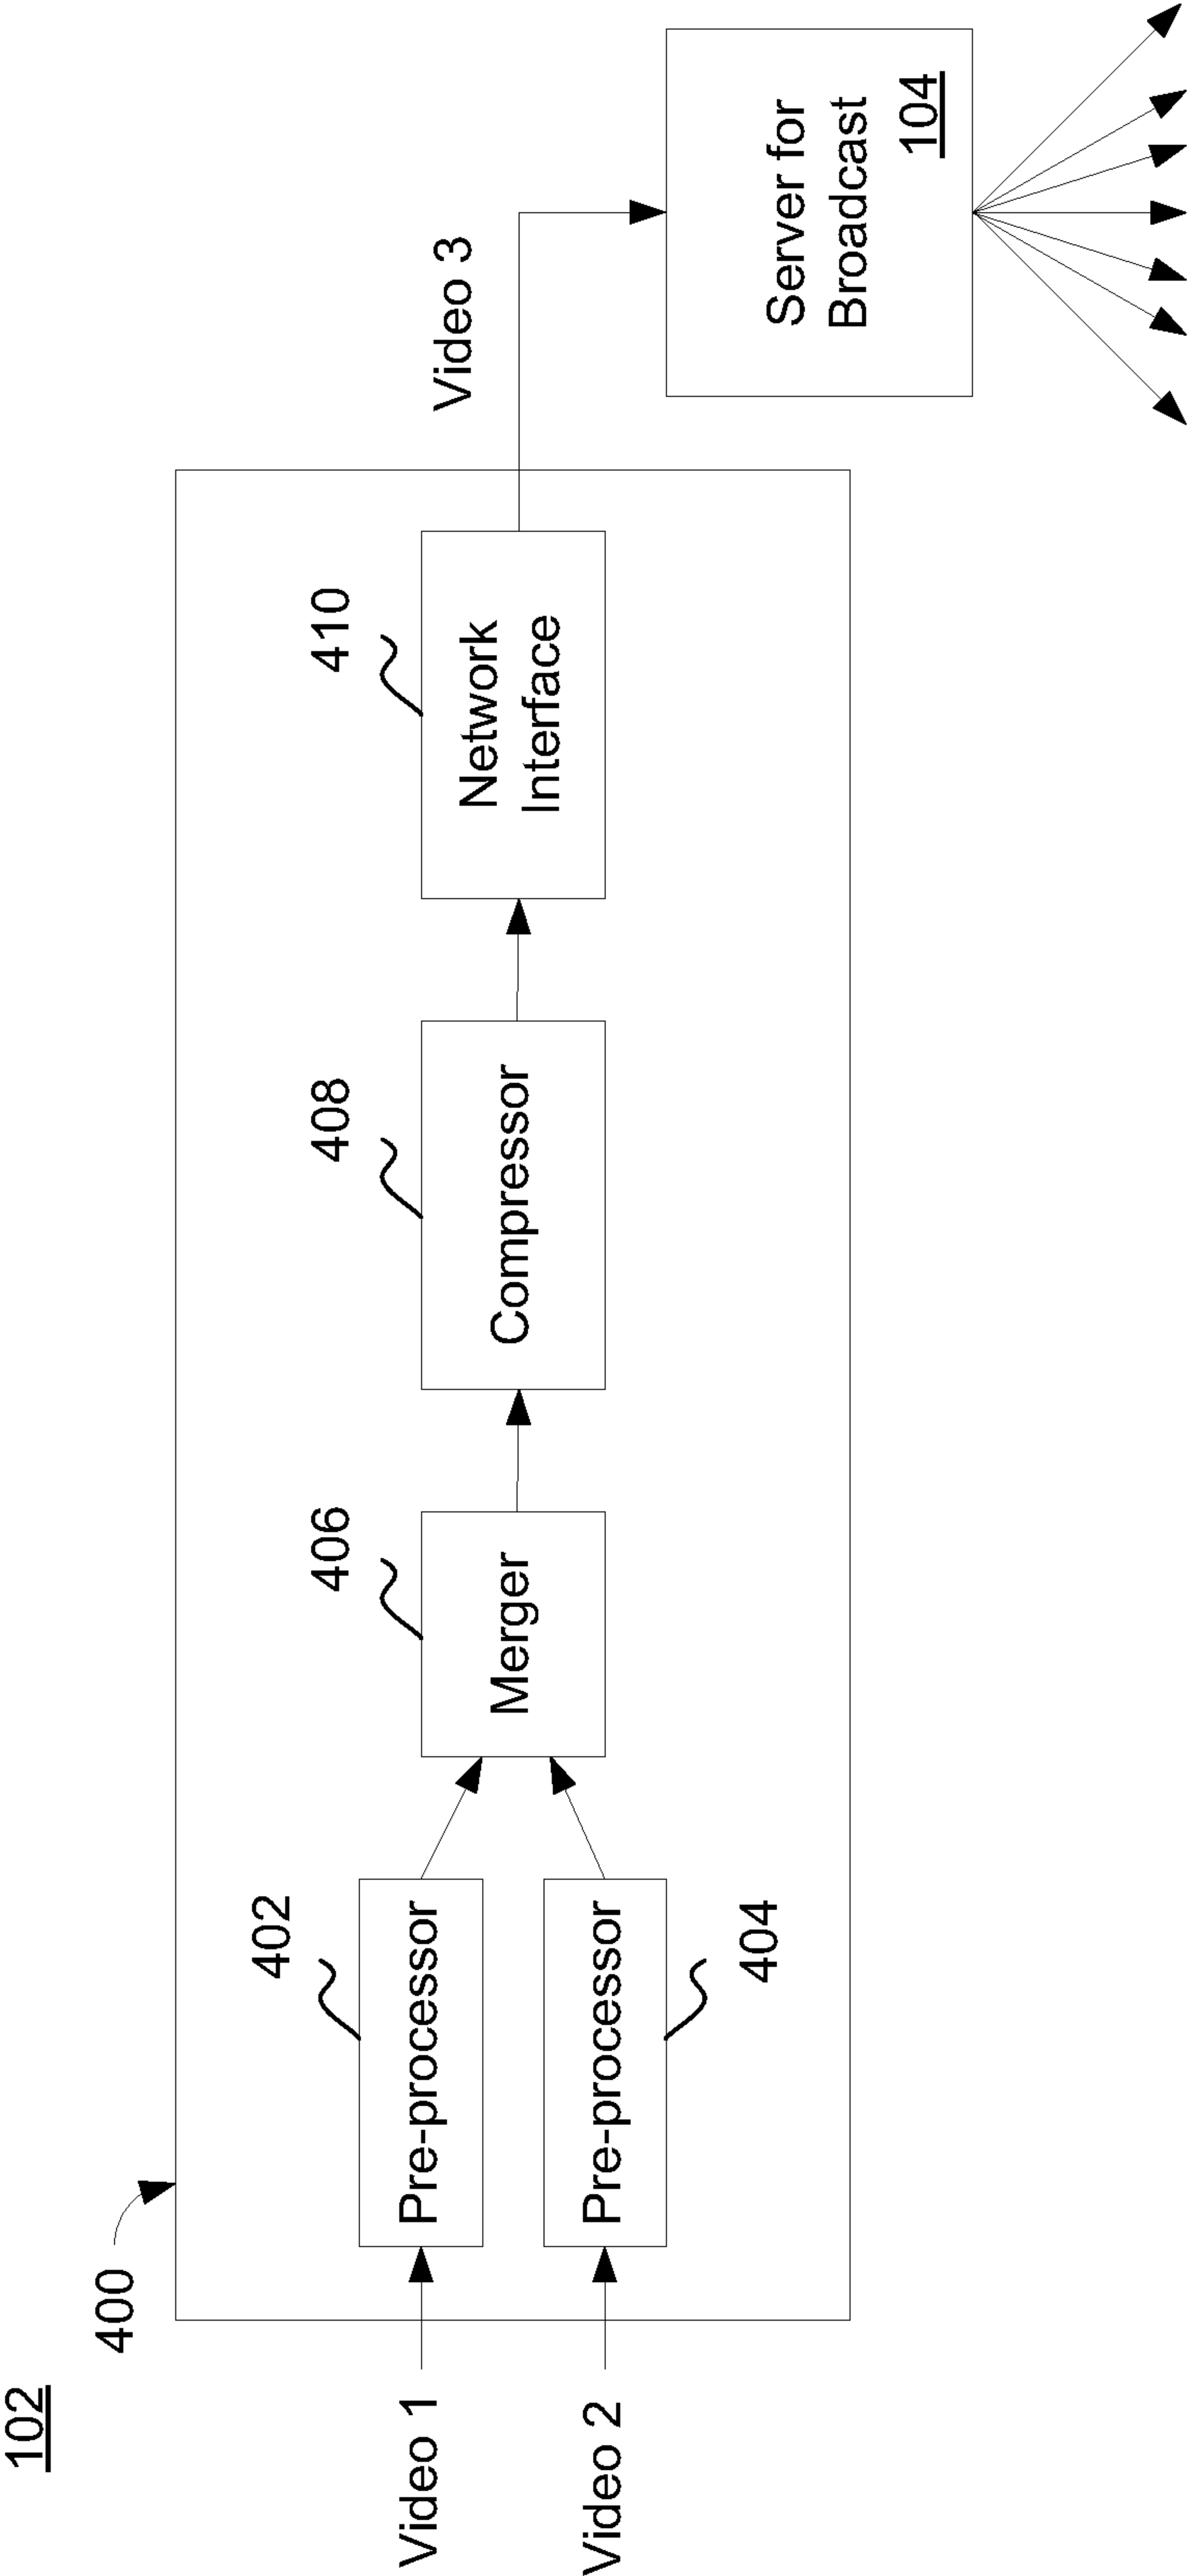 102
400
Video 1
Video 2
402
Pre-processor
Pre-processor
404
406
Merger
408
Compressor
410
Network
Interface
Video 3
Server for
Broadcast
104